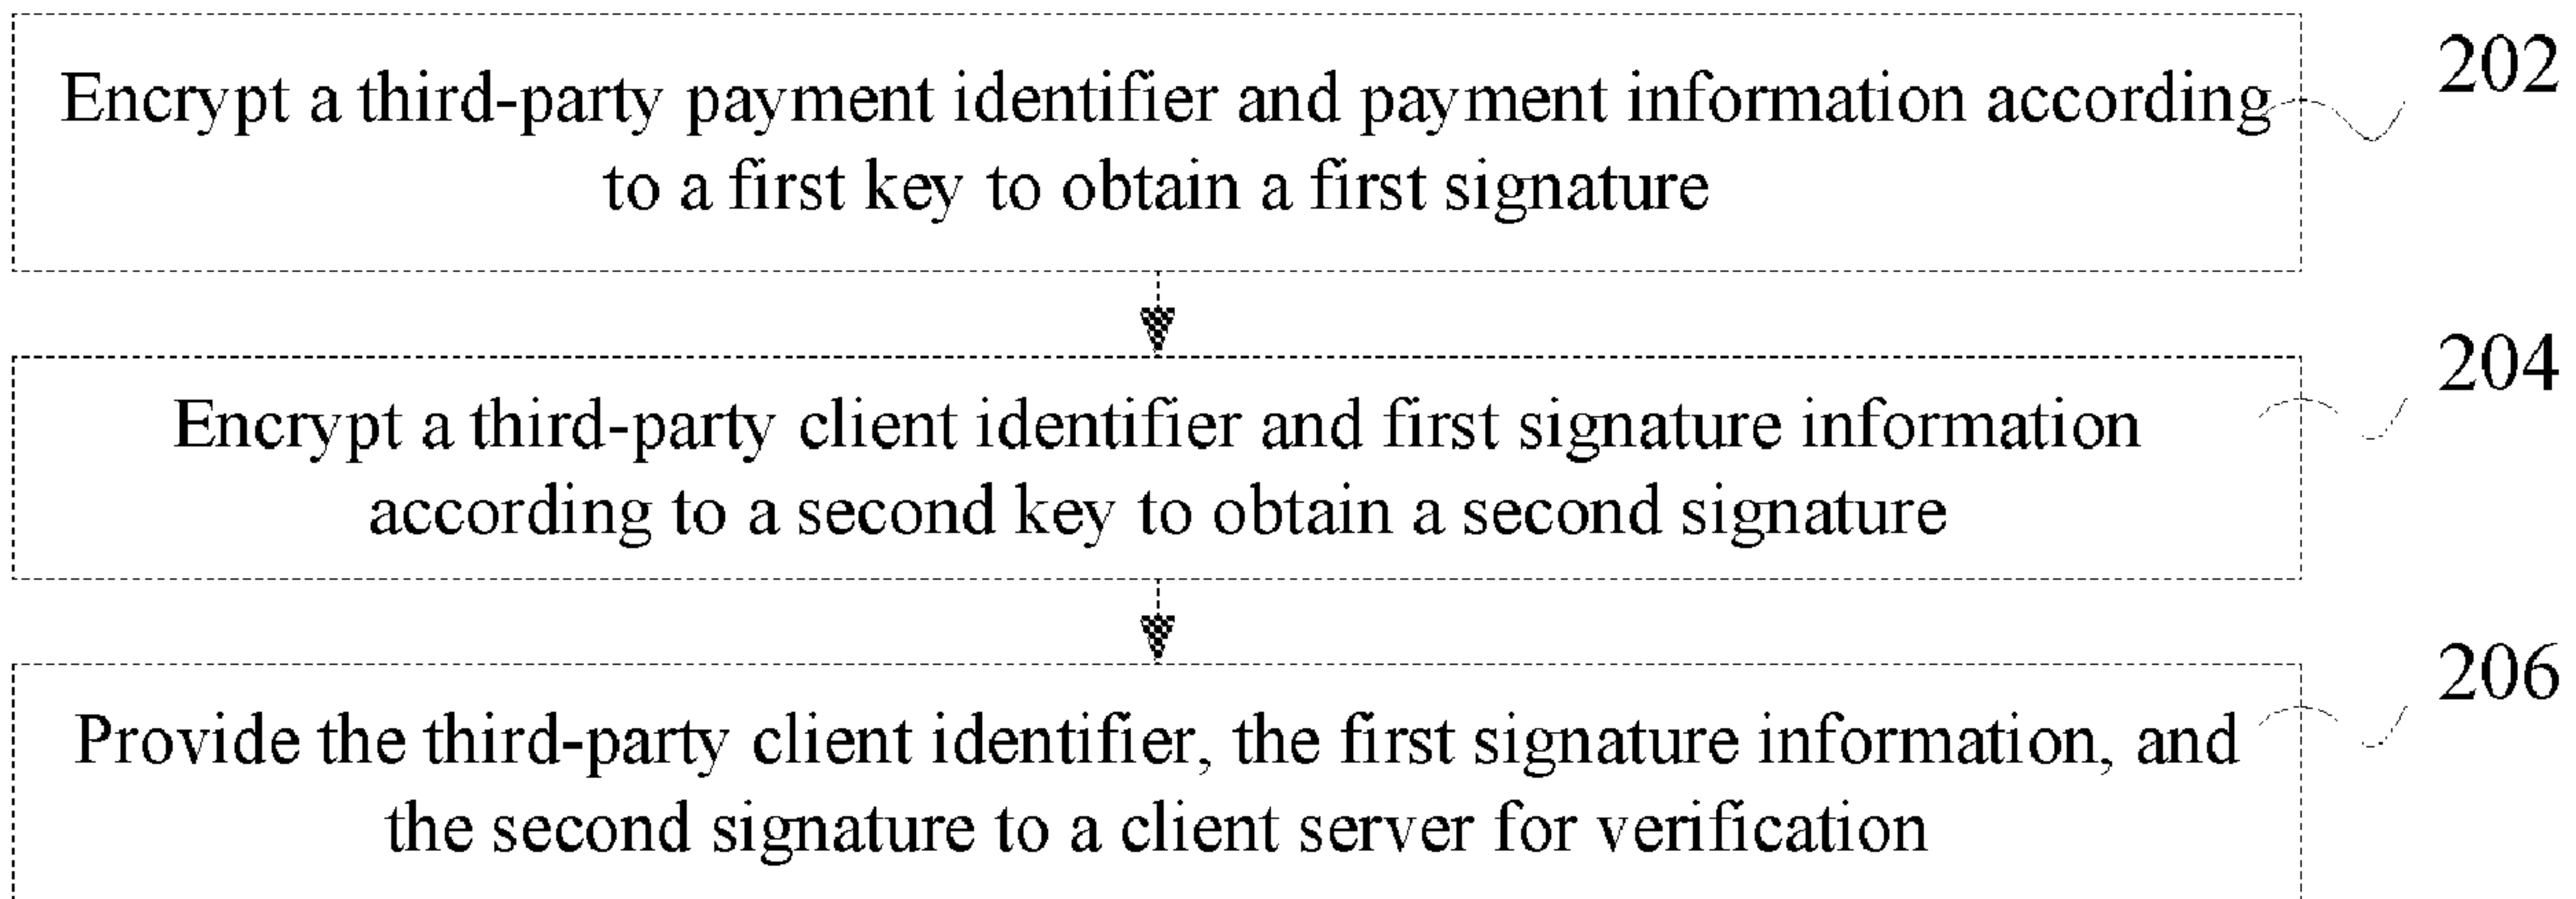 Encrypt a third-party payment identifier and payment information according
to a first key to obtain a first signature
202
Encrypt a third-party client identifier and first signature information
according to a second key to obtain a second signature
204
Provide the third-party client identifier, the first signature information, and
the second signature to a client server for verification
206